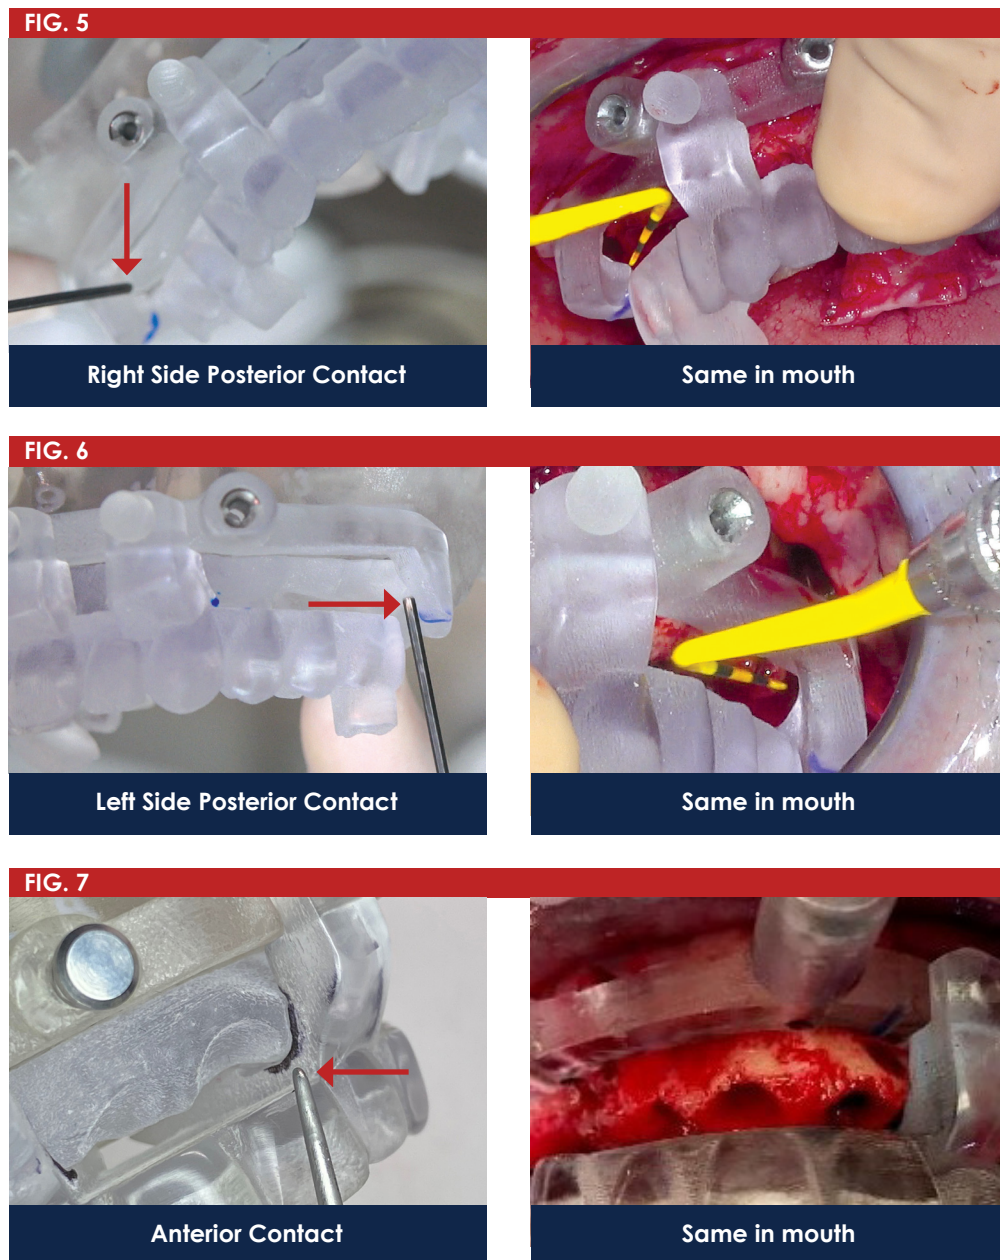 FIG. 5
Right Side Posterior Contact
Same in mouth
FIG. 6
Left Side Posterior Contact
Same in mouth
FIG. 7
Anterior Contact
Same in mouth